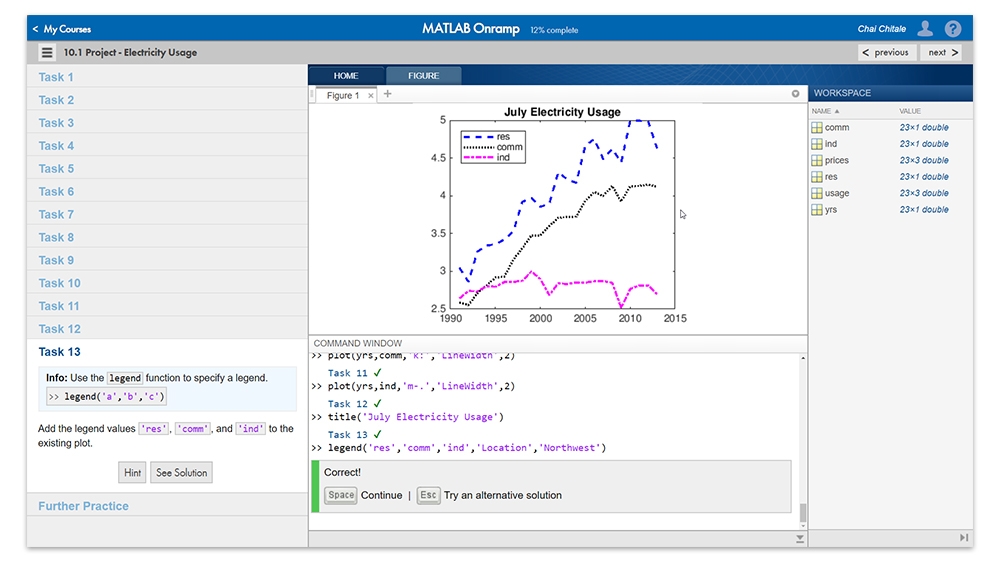 < My Courses
MATLAB Onramp 12% complete
Chai Chitale
?
10.1 Project - Electricity Usage
< previous
next >
Task 1
Task 2
Task 3
Task 4
Task 5
Task 6
Task 7
Task 8
Task 9
Task 10
Task 11
Task 12
Task 13
Info: Use the legend function to specify a legend.
>> legend('a','b','c')
Add the legend values 'res', 'comm', and 'ind' to the
existing plot.
Hint
See Solution
Further Practice
HOME
FIGURE
Figure 1 × +
July Electricity Usage
res
comm
ind
5
4.5
4
3.5
3
2.5
1990 1995 2000 2005 2010 2015
COMMAND WINDOW
>> plot(yrs,comm,'k:','LineWidth',2)
Task 11 ✓
>> plot(yrs,ind,'m-.','LineWidth',2)
Task 12 ✓
>> title('July Electricity Usage')
Task 13 ✓
>> legend('res','comm','ind','Location','Northwest')
Correct!
Space Continue | Esc Try an alternative solution
WORKSPACE
NAME ▲ VALUE
comm 23×1 double
ind 23×1 double
prices 23×3 double
res 23×1 double
usage 23×3 double
yrs 23×1 double